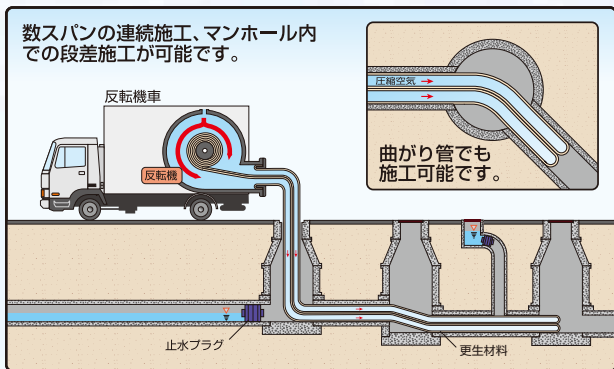 数スパンの連続施工、マンホール内
での段差施工が可能です。
反転機車
反転機
圧縮空気
曲がり管でも
施工可能です。
止水プラグ
更生材料